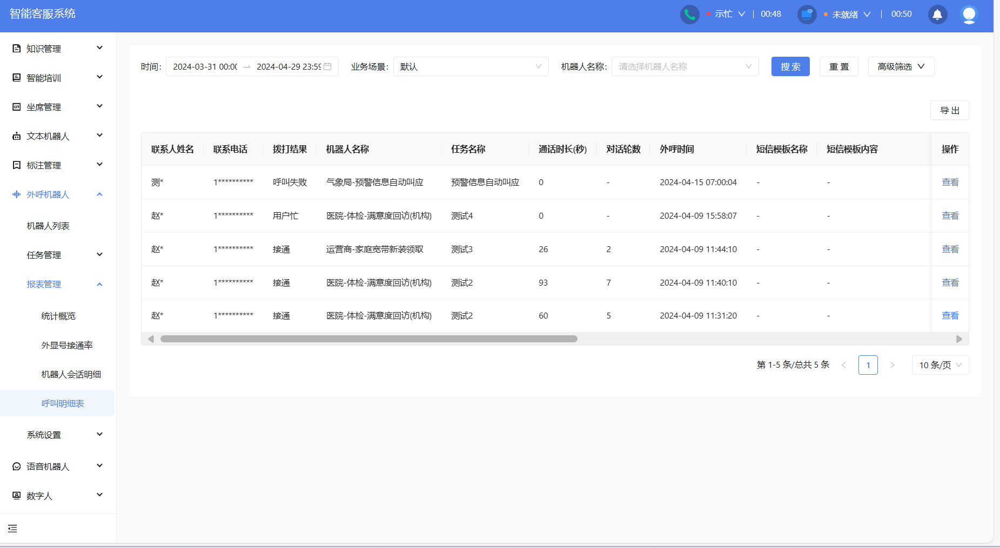 智能客服系统
示忙 | 00:48
未就绪 | 00:50
知识管理
智能培训
坐席管理
文本机器人
标注管理
外呼机器人
机器人列表
任务管理
报表管理
统计概览
外显号接通率
机器人会话明细
呼叫明细表
系统设置
语音机器人
数字人
时间: 2024-03-31 00:00 → 2024-04-29 23:59 业务场景: 默认 机器人名称: 请选择机器人名称 搜 索 重 置 高级筛选
导 出
联系人姓名 联系电话 拨打结果 机器人名称 任务名称 通话时长(秒) 对话轮数 外呼时间 短信模板名称 短信模板内容 操作
测* 1********** 呼叫失败 气象局-预警信息自动叫应 预警信息自动叫应 0 - 2024-04-15 07:00:04 - - 查看
赵* 1********** 用户忙 医院-体检-满意度回访(机构) 测试4 0 - 2024-04-09 15:58:07 - - 查看
赵* 1********** 接通 运营商-家庭宽带新装领取 测试3 26 2 2024-04-09 11:44:10 - - 查看
赵* 1********** 接通 医院-体检-满意度回访(机构) 测试2 93 7 2024-04-09 11:40:10 - - 查看
赵* 1********** 接通 医院-体检-满意度回访(机构) 测试2 60 5 2024-04-09 11:31:20 - - 查看
第 1-5 条/总共 5 条 < 1 > 10 条/页